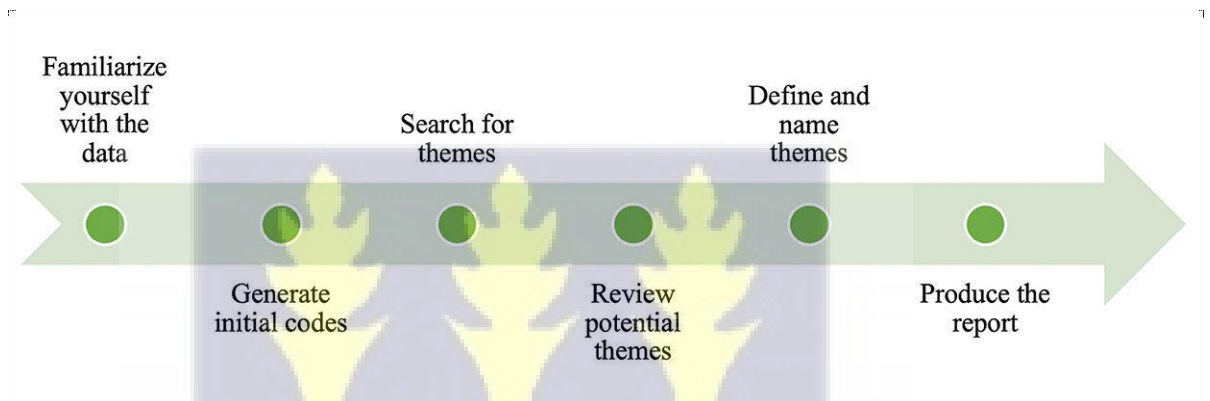 Familiarize
yourself
with the
data
Generate
initial codes
Search for
themes
Review
potential
themes
Define and
name
themes
Produce the
report